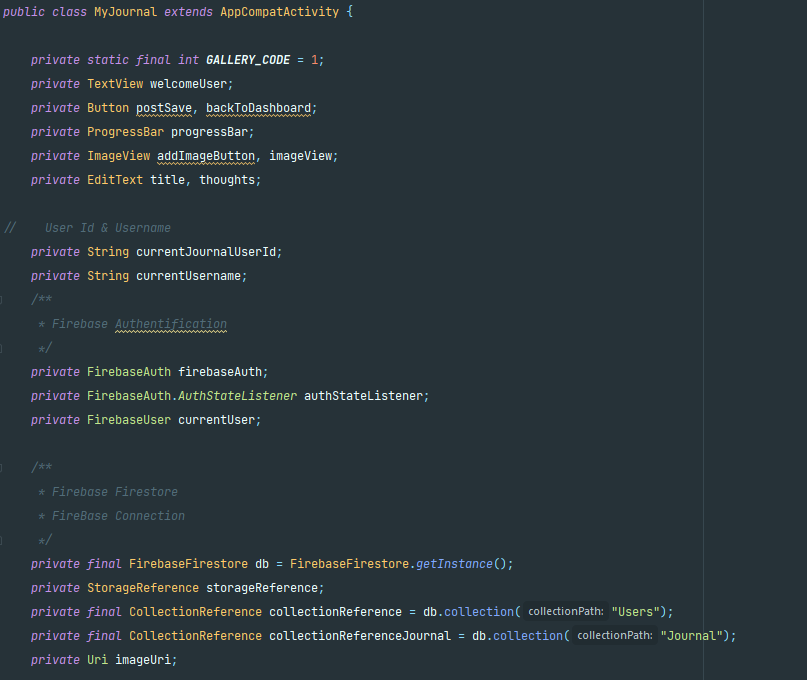 public class MyJournal extends AppCompatActivity {
private static final int GALLERY_CODE = 1;
private TextView welcomeUser;
private Button postSave, backToDashboard;
private ProgressBar progressBar;
private ImageView addImageButton, imageView;
private EditText title, thoughts;
//    User Id & Username
private String currentJournalUserId;
private String currentUsername;
/**
* Firebase Authentification
*/
private FirebaseAuth firebaseAuth;
private FirebaseAuth.AuthStateListener authStateListener;
private FirebaseUser currentUser;
/**
* Firebase Firestore
* FireBase Connection
*/
private final FirebaseFirestore db = FirebaseFirestore.getInstance();
private StorageReference storageReference;
private final CollectionReference collectionReference = db.collection( collectionPath: "Users");
private final CollectionReference collectionReferenceJournal = db.collection( collectionPath: "Journal");
private Uri imageUri;